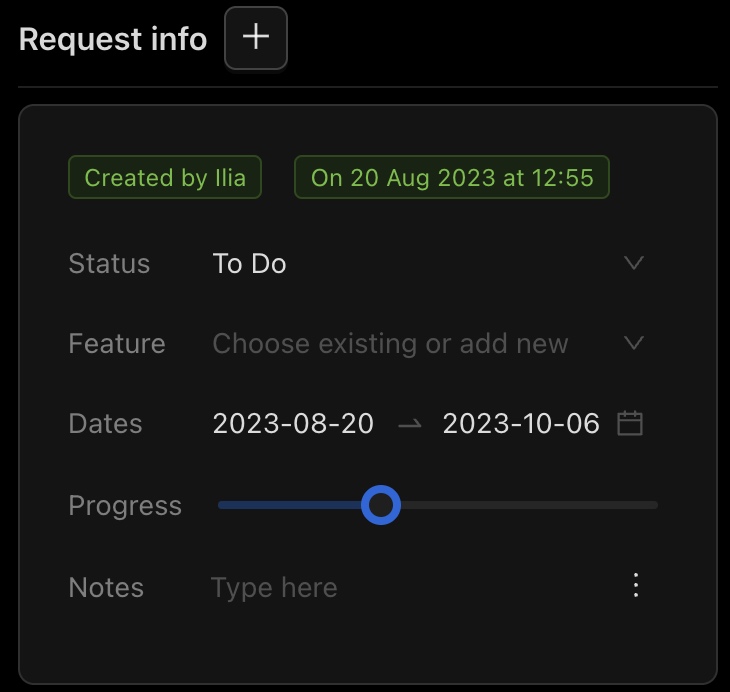 Request info
Created by Ilia On 20 Aug 2023 at 12:55
Status To Do
Feature Choose existing or add new
Dates 2023-08-20 2023-10-06
Progress
Notes Type here